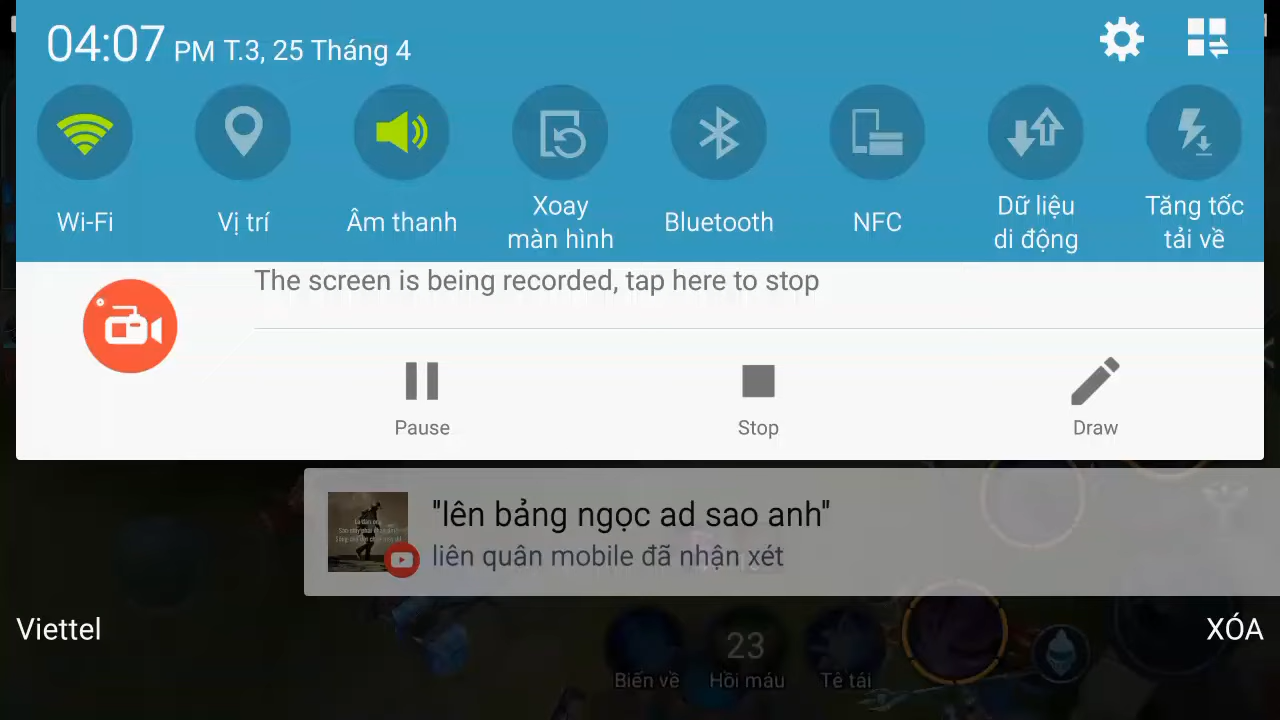 04:07 PM T.3, 25 Tháng 4
Wi-Fi
Vị trí
Âm thanh
Xoay
màn hình
Bluetooth
NFC
Dữ liệu
di động
Tăng tốc
tải về
The screen is being recorded, tap here to stop
Pause
Stop
Draw
"lên bảng ngọc ad sao anh"
liên quân mobile đã nhận xét
Viettel
XÓA
23
Biến về
Hồi máu
Tê tái